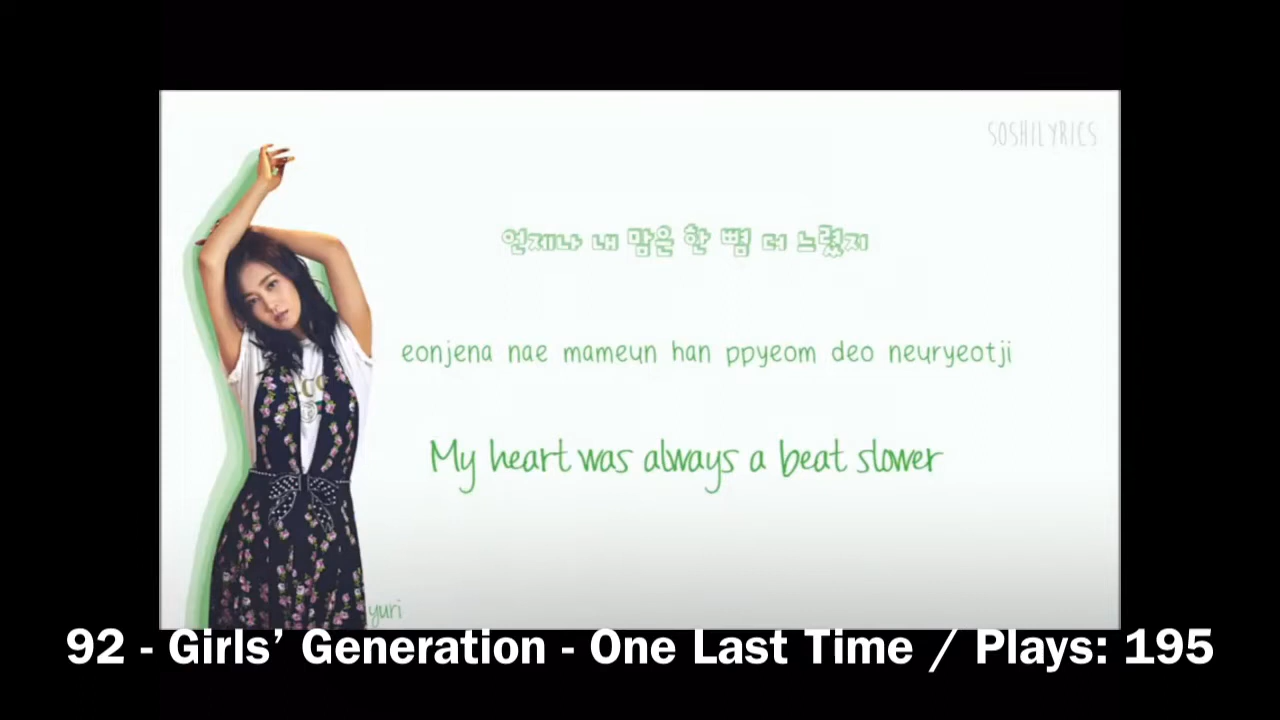 SOSHILYRICS
언제나 내 맘은 한 뼘 더 느렸지
eonjena nae mameun han ppyeom deo neuryeotji
My heart was always a beat slower
yuri
92 - Girls’ Generation - One Last Time / Plays: 195